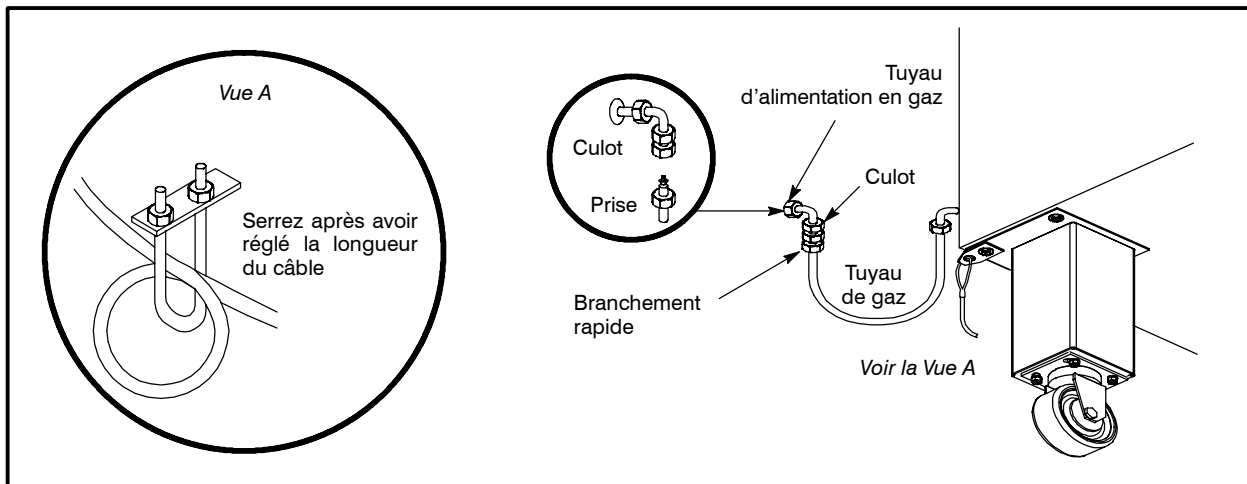 Vue A
Serrez après avoir
réglé la longueur
du câble
Culot
Prise
Tuyau
d'alimentation en gaz
Culot
Branchement
rapide
Tuyau
de gaz
Voir la Vue A